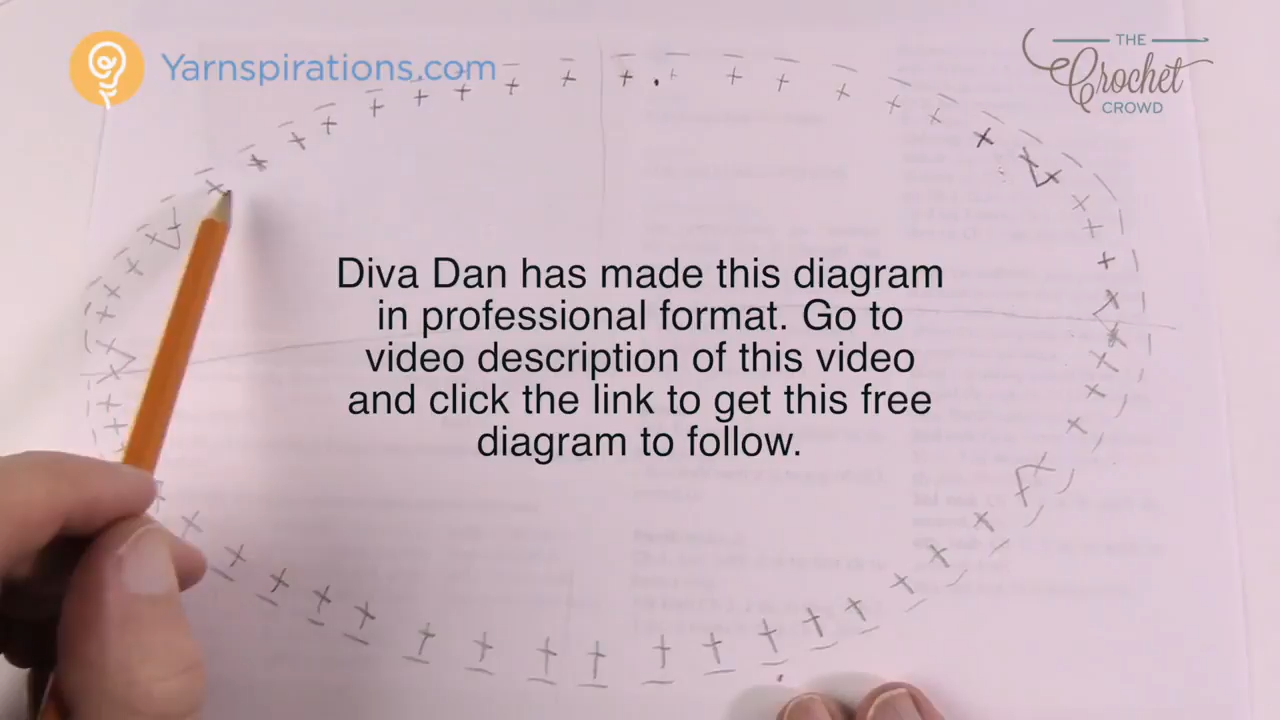 Yarnspirations.com
THE
Crochet
CROWD
Diva Dan has made this diagram
in professional format. Go to
video description of this video
and click the link to get this free
diagram to follow.